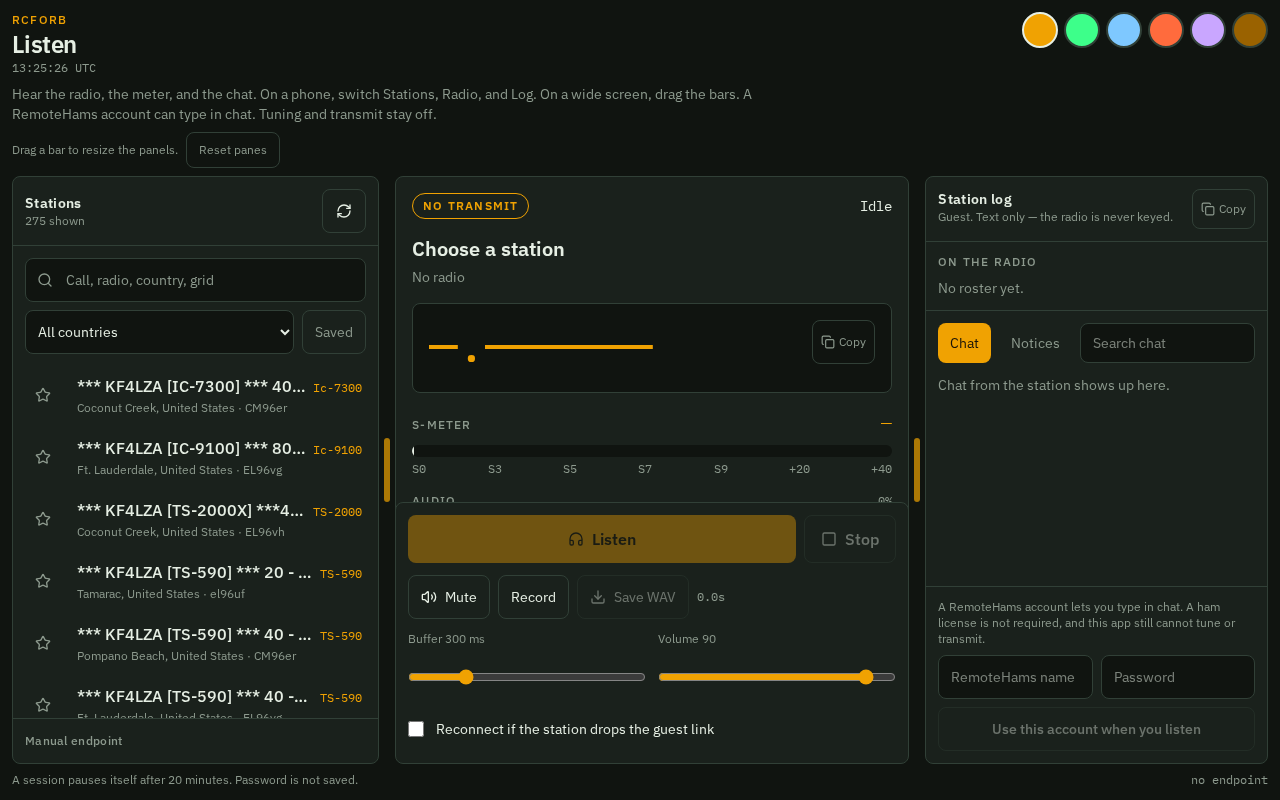 RCFORB
Listen
13:25:26 UTC
Hear the radio, the meter, and the chat. On a phone, switch Stations, Radio, and Log. On a wide screen, drag the bars. A
RemoteHams account can type in chat. Tuning and transmit stay off.
Drag a bar to resize the panels. Reset panes
Stations
275 shown
Call, radio, country, grid
All countries Saved
*** KF4LZA [IC-7300] *** 40... Ic-7300
Coconut Creek, United States · CM96er
*** KF4LZA [IC-9100] *** 80... Ic-9100
Ft. Lauderdale, United States · EL96vg
*** KF4LZA [TS-2000X] ***4... TS-2000
Coconut Creek, United States · EL96vh
*** KF4LZA [TS-590] *** 20 - ... TS-590
Tamarac, United States · el96uf
*** KF4LZA [TS-590] *** 40 - ... TS-590
Pompano Beach, United States · CM96er
*** KF4LZA [TS-590] *** 40 -... TS-590
Ft. Lauderdale, United States · EL96vg
Manual endpoint
NO TRANSMIT Idle
Choose a station
No radio
—.——— Copy
S-METER —
S0 S3 S5 S7 S9 +20 +40
AUDIO 0%
Listen Stop
Mute Record Save WAV 0.0s
Buffer 300 ms Volume 90
Reconnect if the station drops the guest link
Station log
Guest. Text only — the radio is never keyed. Copy
ON THE RADIO
No roster yet.
Chat Notices Search chat
Chat from the station shows up here.
A RemoteHams account lets you type in chat. A ham
license is not required, and this app still cannot tune or
transmit.
RemoteHams name Password
Use this account when you listen
A session pauses itself after 20 minutes. Password is not saved. no endpoint